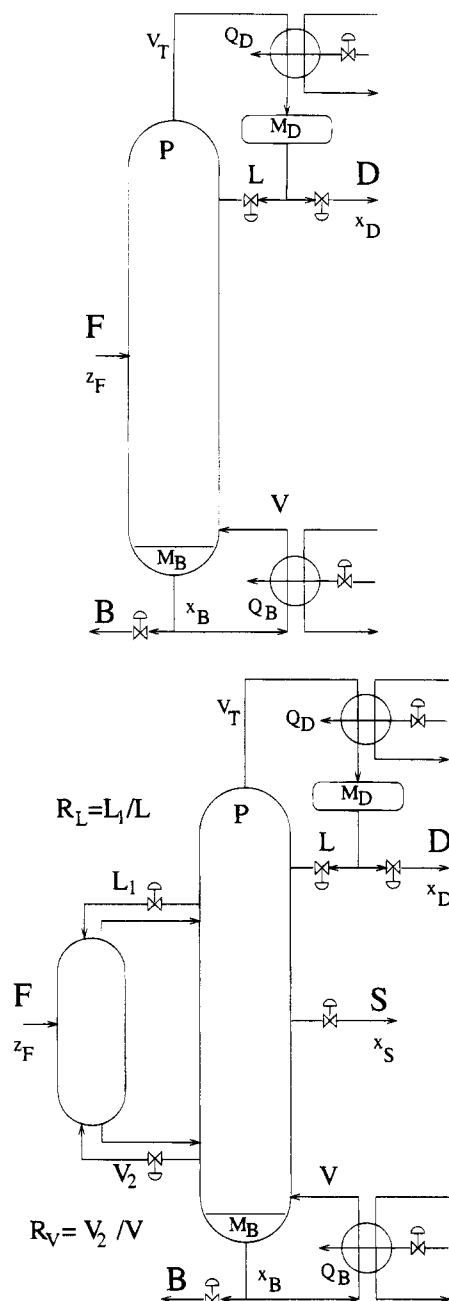 V_T
Q_D
M_D
P
L
D
x_D
F
z_F
V
M_B
Q_B
B
x_B
V_T
Q_D
M_D
R_L=L_1/L
P
L
D
x_D
L_1
F
z_F
S
x_S
V_2
V
R_V= V_2 /V
M_B
Q_B
B
x_B